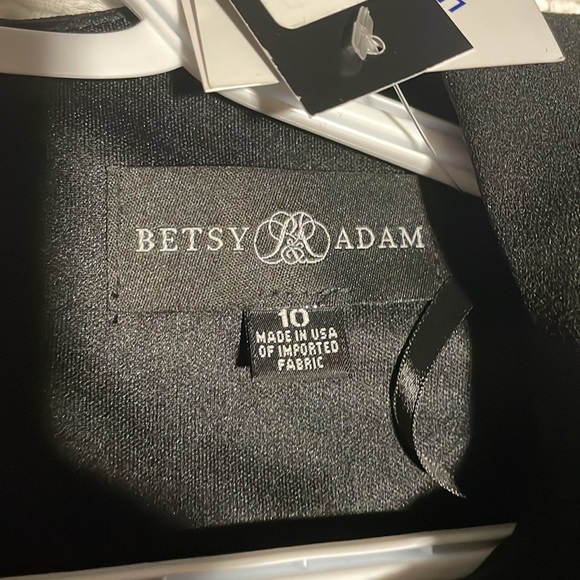 BETSY ADAM
10
MADE IN USA
OF IMPORTED
FABRIC